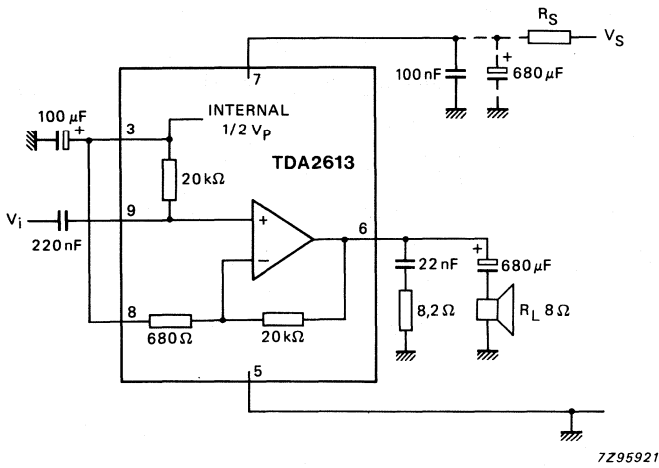 R_S
V_S
7
100 nF
680 µF
+
100 µF
+
3
INTERNAL
1/2 V_P
TDA2613
20 kΩ
V_i
9
220 nF
+
−
6
22 nF
+
680 µF
8,2 Ω
R_L 8 Ω
8
680 Ω
20 kΩ
5
7Z95921